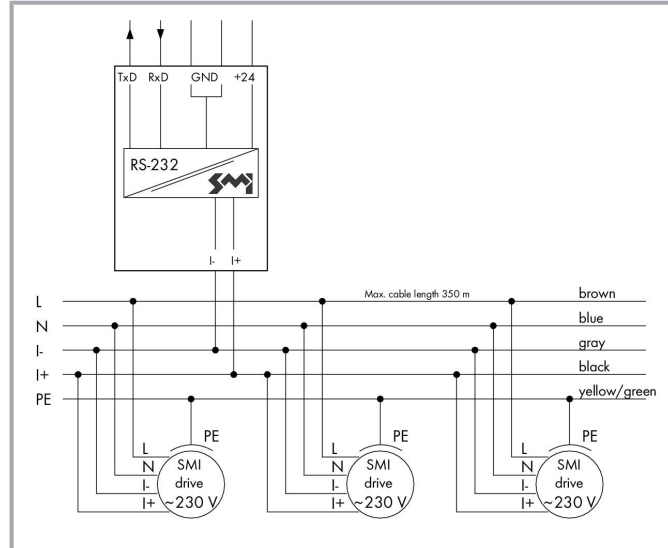 TxD RxD GND +24
RS-232
SMI
I- I+
Max. cable length 350 m
L brown
N blue
I- gray
I+ black
PE yellow/green
PE PE PE
L L L
N SMI N SMI N SMI
I- drive I- drive I- drive
I+ ~230 V I+ ~230 V I+ ~230 V